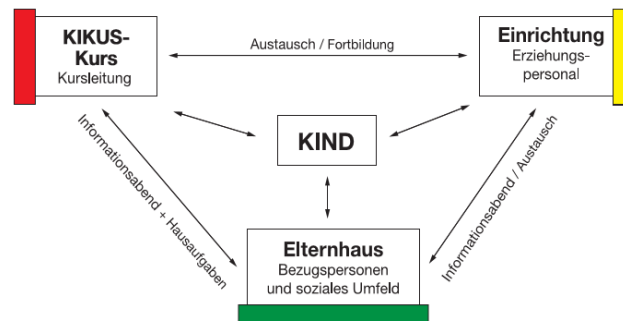 KIKUS-
Kurs
Kursleitung
Austausch / Fortbildung
Einrichtung
Erziehungs-
personal
KIND
Informationsabend + Hausaufgaben
Informationsabend / Austausch
Elternhaus
Bezugspersonen
und soziales Umfeld